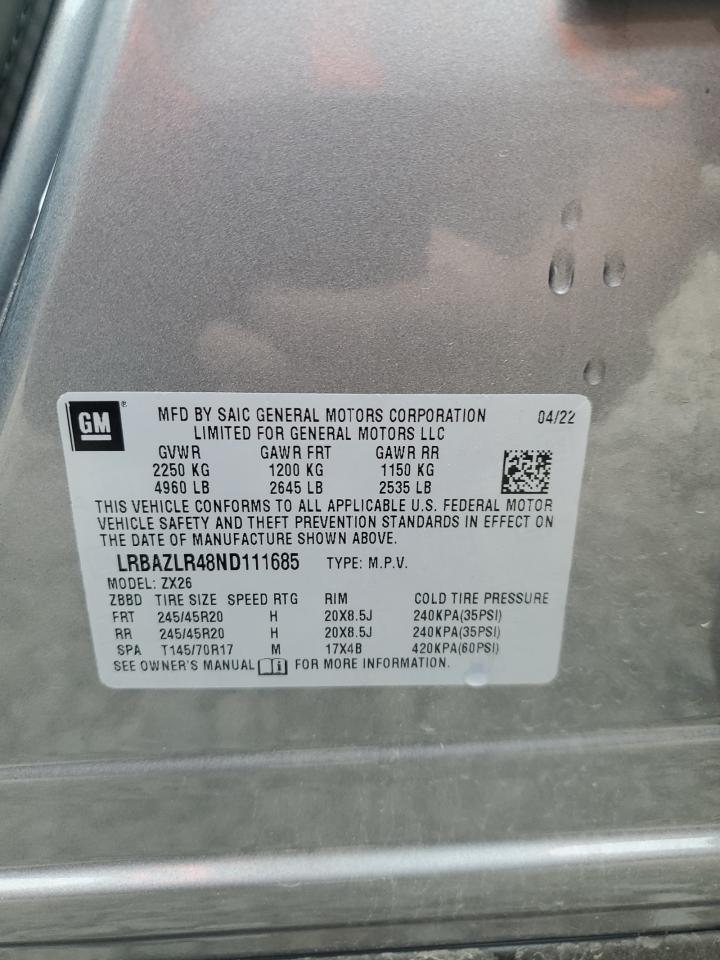 GM ® MFD BY SAIC GENERAL MOTORS CORPORATION 04/22
LIMITED FOR GENERAL MOTORS LLC
GVWR GAWR FRT GAWR RR
2250 KG 1200 KG 1150 KG
4960 LB 2645 LB 2535 LB
THIS VEHICLE CONFORMS TO ALL APPLICABLE U.S. FEDERAL MOTOR
VEHICLE SAFETY AND THEFT PREVENTION STANDARDS IN EFFECT ON
THE DATE OF MANUFACTURE SHOWN ABOVE.
LRBAZLR48ND111685 TYPE: M.P.V.
MODEL: ZX26
ZBBD TIRE SIZE SPEED RTG RIM COLD TIRE PRESSURE
FRT 245/45R20 H 20X8.5J 240KPA(35PSI)
RR 245/45R20 H 20X8.5J 240KPA(35PSI)
SPA T145/70R17 M 17X4B 420KPA(60PSI)
SEE OWNER'S MANUAL i FOR MORE INFORMATION.